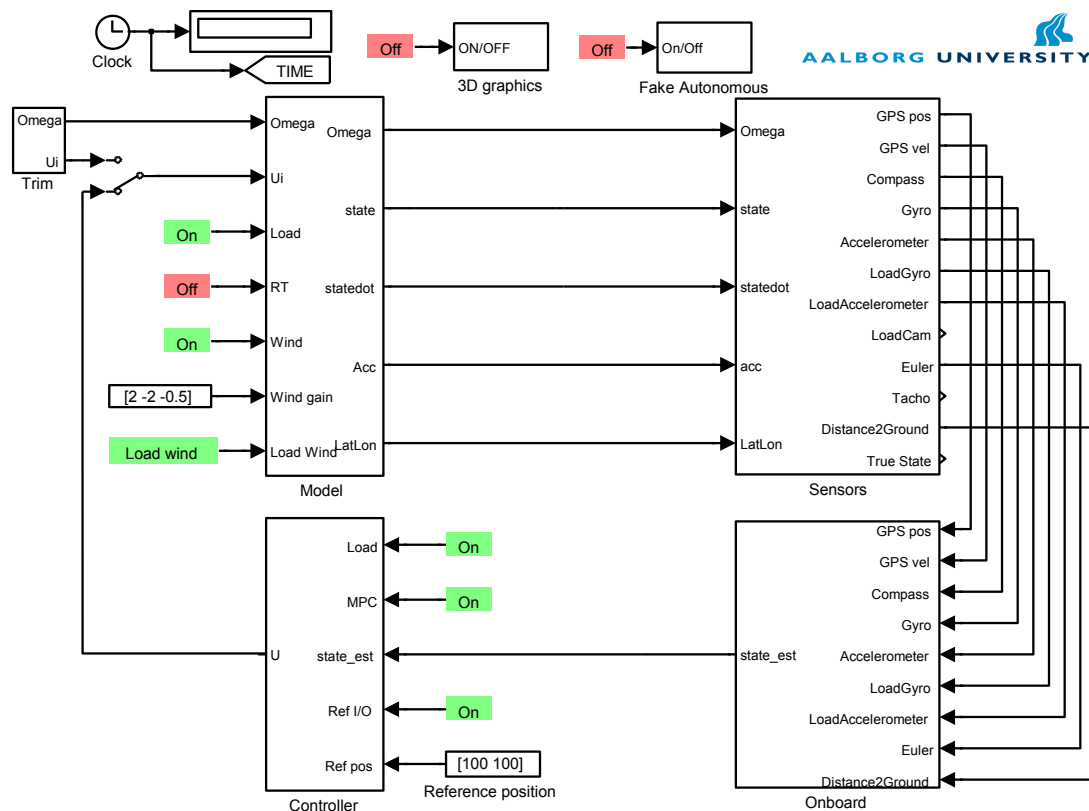 Clock
TIME
Off
ON/OFF
3D graphics
Off
On/Off
Fake Autonomous
AALBORG UNIVERSITY
Omega
Ui
Trim
On
Off
On
[2 -2 -0.5]
Load wind
Omega
Ui
Load
RT
Wind
Wind gain
Load Wind
Omega
state
statedot
Acc
LatLon
Model
Omega
state
statedot
acc
LatLon
GPS pos
GPS vel
Compass
Gyro
Accelerometer
LoadGyro
LoadAccelerometer
LoadCam
Euler
Tacho
Distance2Ground
True State
Sensors
U
Load
MPC
state_est
Ref I/O
Ref pos
Controller
On
On
On
[100 100]
Reference position
state_est
GPS pos
GPS vel
Compass
Gyro
Accelerometer
LoadGyro
LoadAccelerometer
Euler
Distance2Ground
Onboard